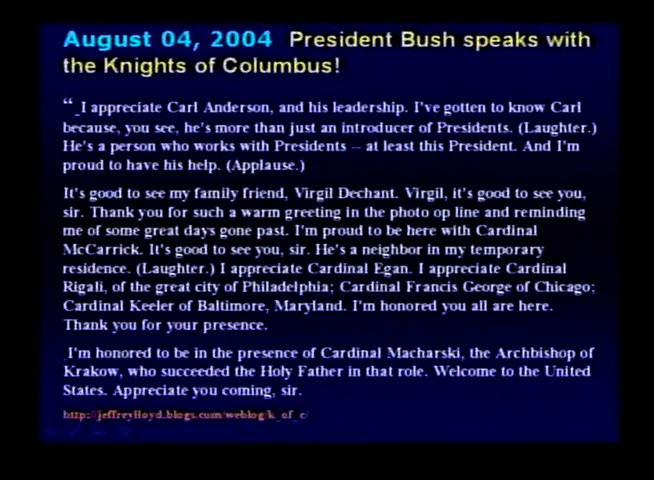 August 04, 2004 President Bush speaks with
the Knights of Columbus!
“ I appreciate Carl Anderson, and his leadership. I've gotten to know Carl
because, you see, he's more than just an introducer of Presidents. (Laughter.)
He's a person who works with Presidents -- at least this President. And I'm
proud to have his help. (Applause.)
It's good to see my family friend, Virgil Dechant. Virgil, it's good to see you,
sir. Thank you for such a warm greeting in the photo op line and reminding
me of some great days gone past. I'm proud to be here with Cardinal
McCarrick. It's good to see you, sir. He's a neighbor in my temporary
residence. (Laughter.) I appreciate Cardinal Egan. I appreciate Cardinal
Rigali, of the great city of Philadelphia; Cardinal Francis George of Chicago;
Cardinal Keeler of Baltimore, Maryland. I'm honored you all are here.
Thank you for your presence.
I'm honored to be in the presence of Cardinal Macharski, the Archbishop of
Krakow, who succeeded the Holy Father in that role. Welcome to the United
States. Appreciate you coming, sir.
http://jeffreylloyd.blogs.com/weblog/k_of_c/